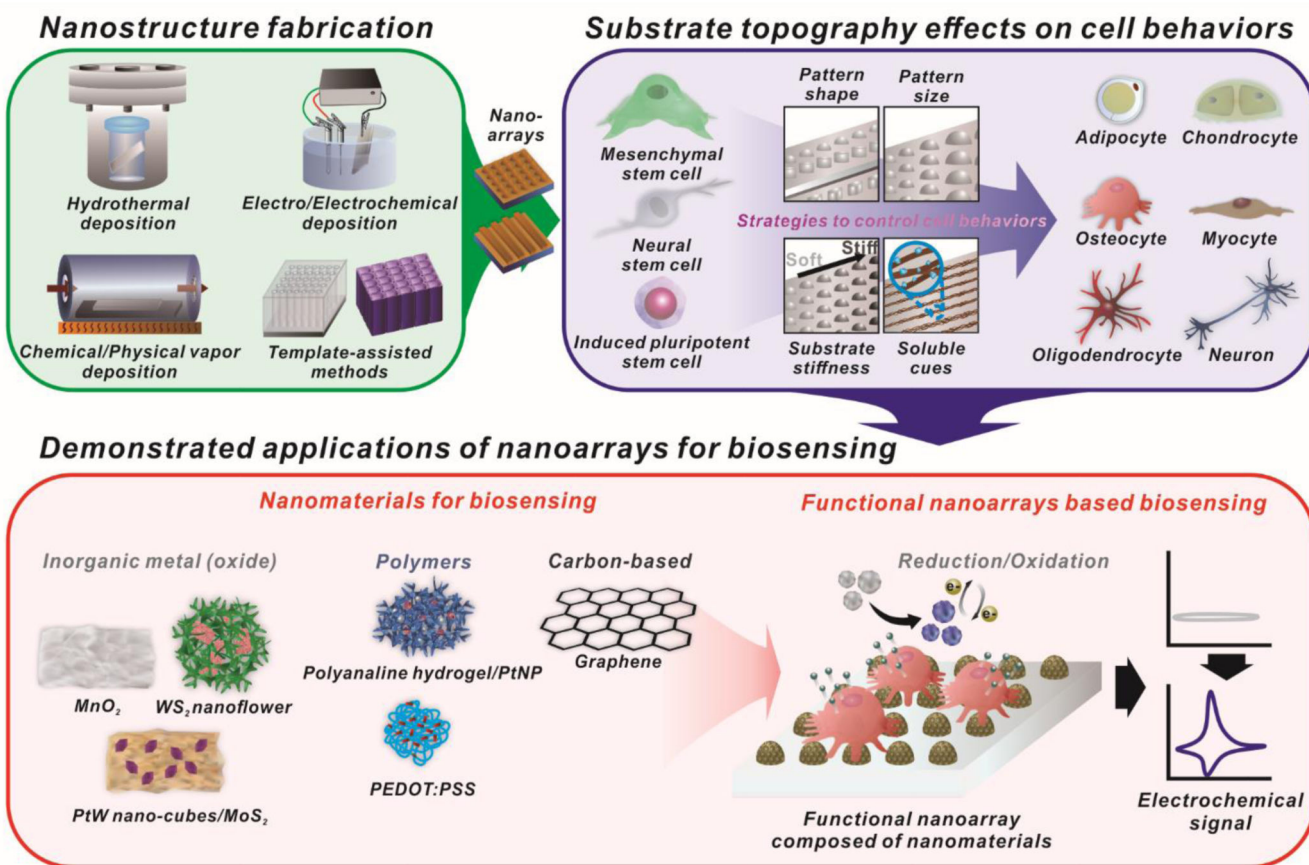 Nanostructure fabrication
Hydrothermal
deposition
Electro/Electrochemical
deposition
Chemical/Physical vapor
deposition
Template-assisted
methods
Nano-
arrays
Substrate topography effects on cell behaviors
Mesenchymal
stem cell
Neural
stem cell
Induced pluripotent
stem cell
Pattern
shape
Pattern
size
Strategies to control cell behaviors
Soft
Stiff
Substrate
stiffness
Soluble
cues
Adipocyte
Chondrocyte
Osteocyte
Myocyte
Oligodendrocyte
Neuron
Demonstrated applications of nanoarrays for biosensing
Nanomaterials for biosensing
Inorganic metal (oxide)
MnO₂
WS₂ nanoflower
PtW nano-cubes/MoS₂
Polymers
Polyanaline hydrogel/PtNP
PEDOT:PSS
Carbon-based
Graphene
Functional nanoarrays based biosensing
Reduction/Oxidation
e-
e-
Functional nanoarray
composed of nanomaterials
Electrochemical
signal